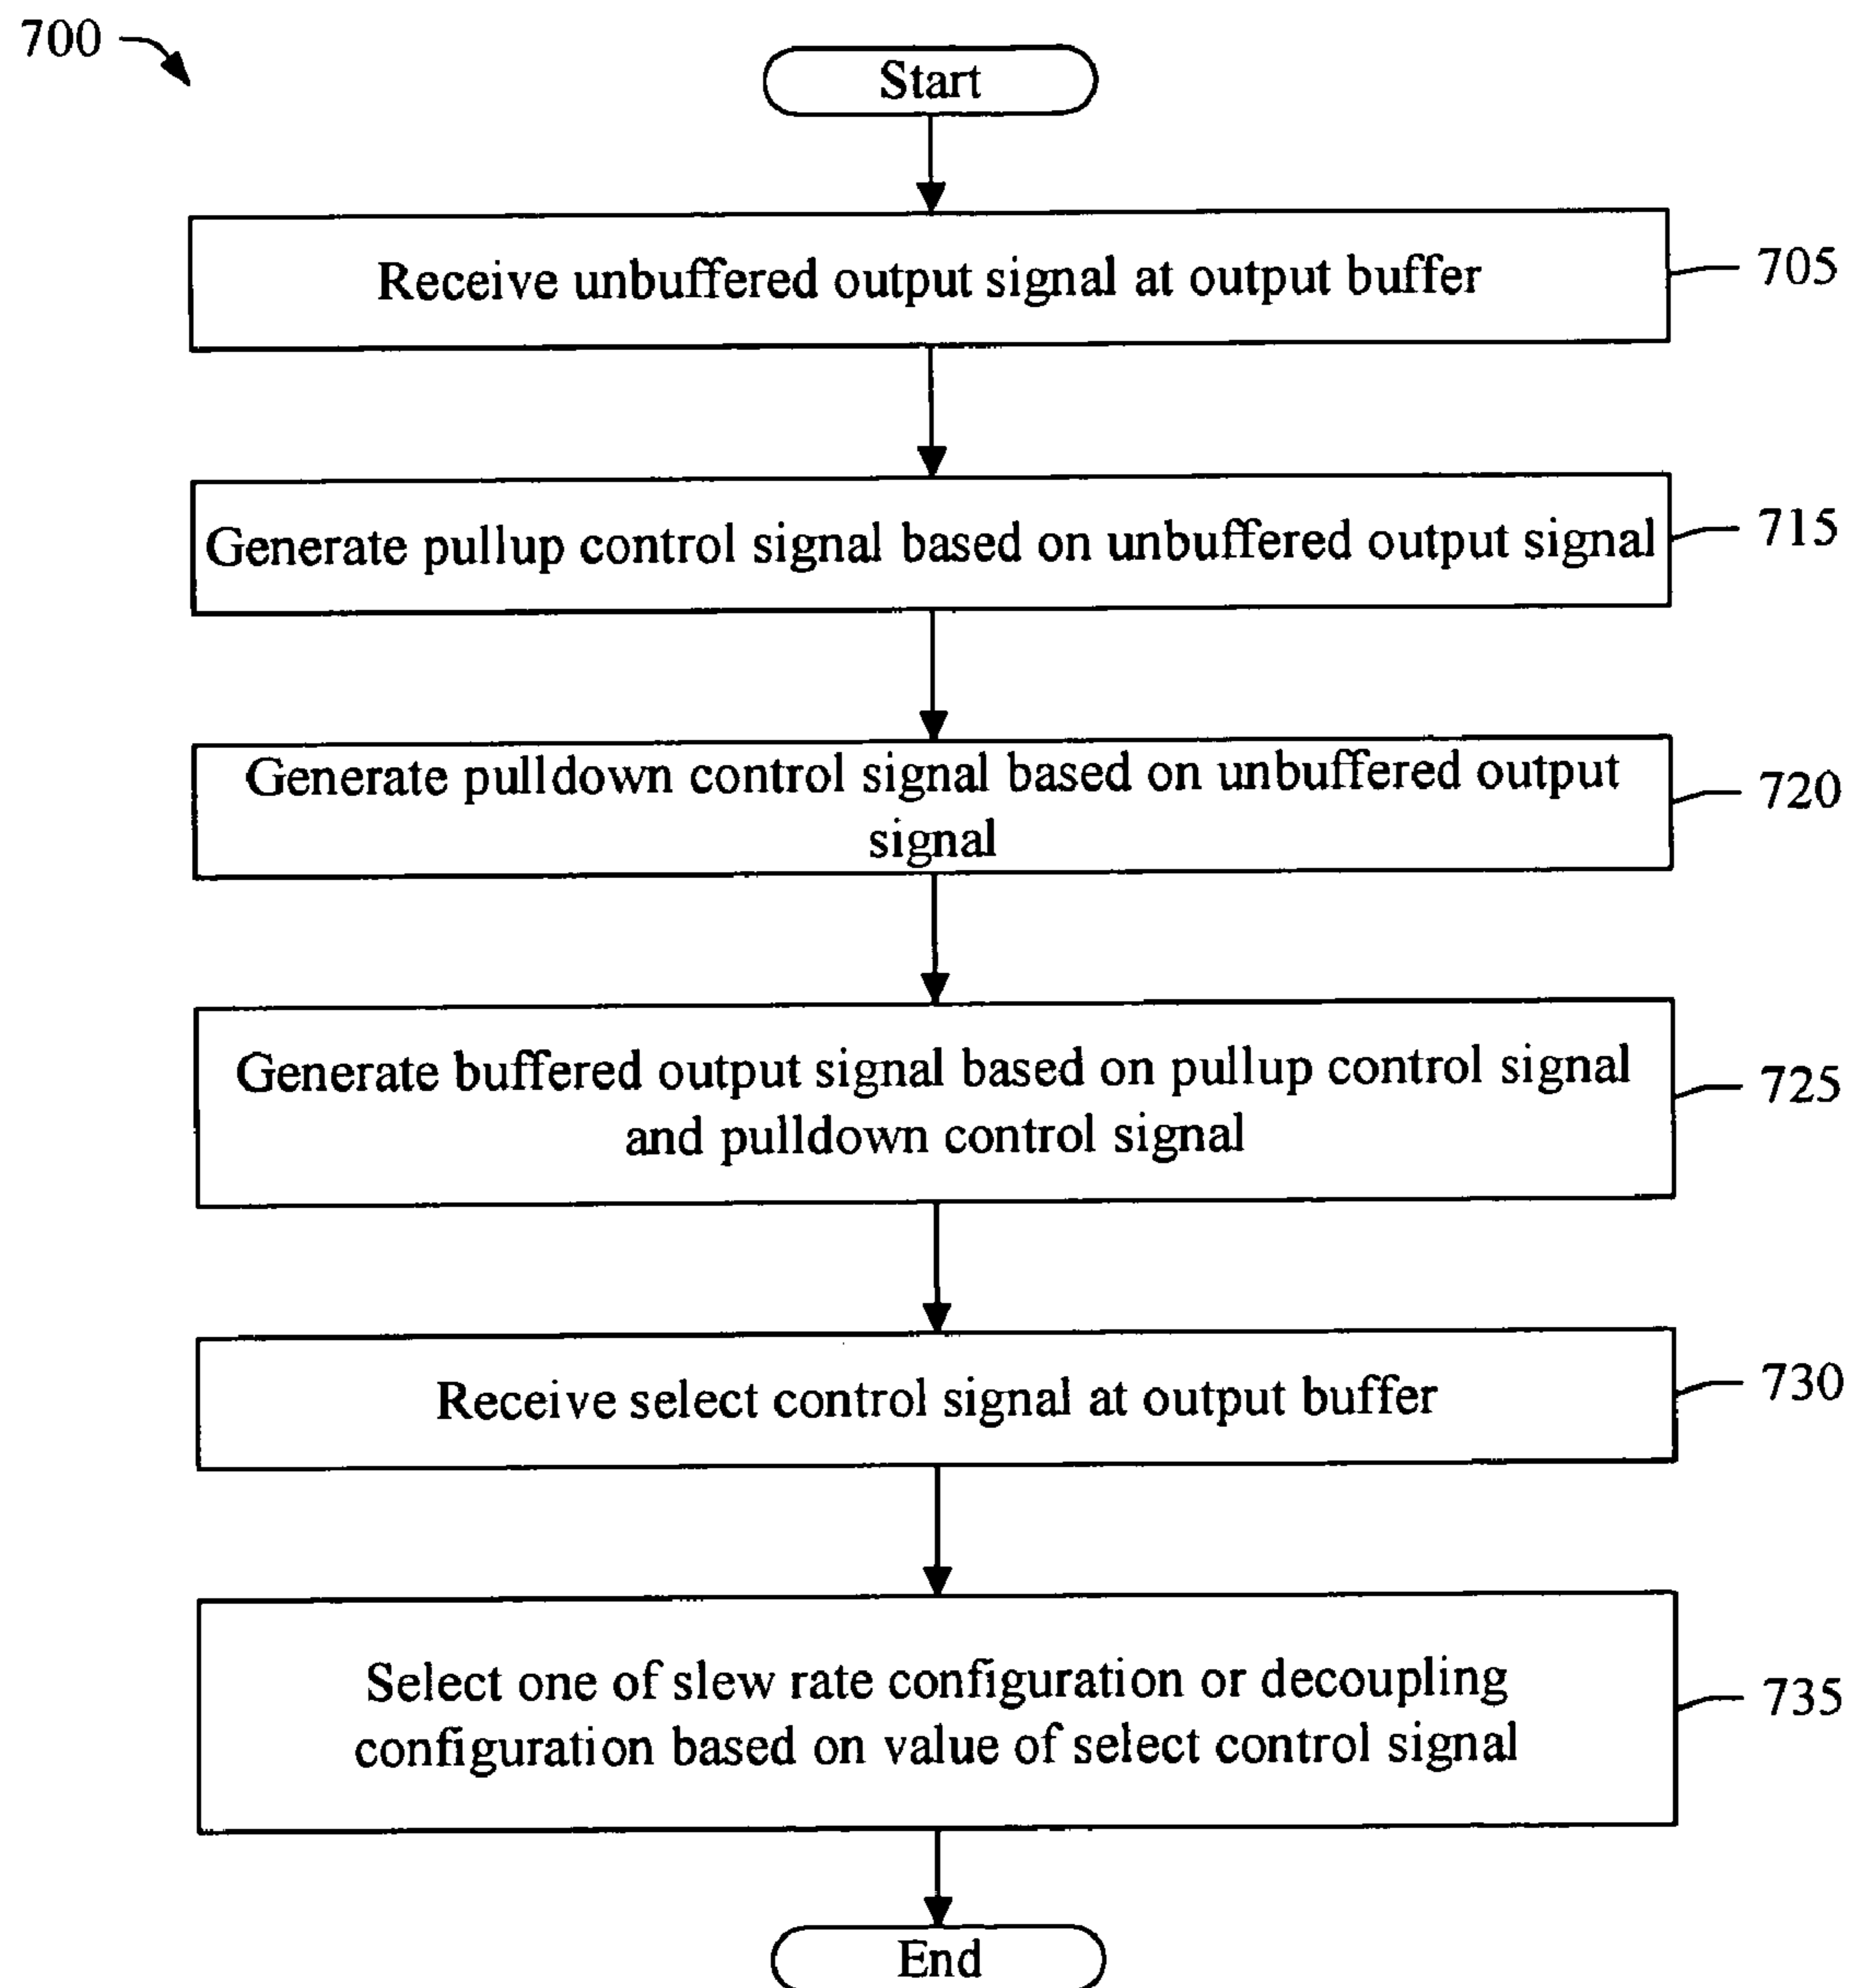 700
Start
Receive unbuffered output signal at output buffer
705
Generate pullup control signal based on unbuffered output signal
715
Generate pulldown control signal based on unbuffered output
signal
720
Generate buffered output signal based on pullup control signal
and pulldown control signal
725
Receive select control signal at output buffer
730
Select one of slew rate configuration or decoupling
configuration based on value of select control signal
735
End